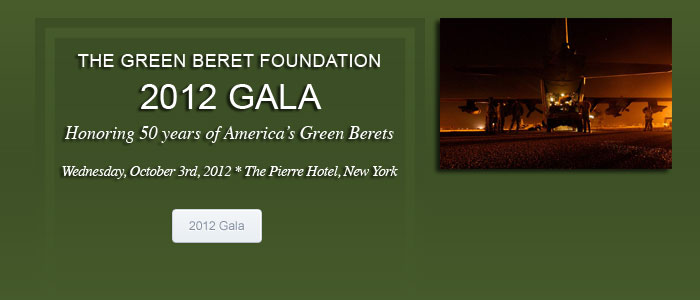 THE GREEN BERET FOUNDATION
2012 GALA
Honoring 50 years of America's Green Berets
Wednesday, October 3rd, 2012 * The Pierre Hotel, New York
2012 Gala